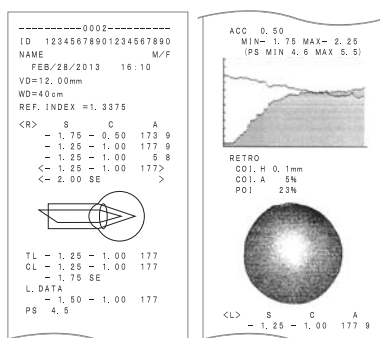 0002
ID 12345678901234567890
NAME M/F
FEB/28/2013 16:10
VD=12.00mm
WD=40cm
REF. INDEX =1.3375
<R> S C A
- 1.75 - 0.50 173 9
- 1.25 - 1.00 177 9
- 1.25 - 1.00 5 8
<- 1.25 - 1.00 177>
<- 2.00 SE >
TL - 1.25 - 1.00 177
CL - 1.25 - 1.00 177
- 1.75 SE
L.DATA
- 1.50 - 1.00 177
PS 4.5
ACC 0.50
MIN- 1.75 MAX- 2.25
(PS MIN 4.6 MAX 5.5)
RETRO
COI.H 0.1mm
COI.A 5%
POI 23%
<L> S C A
- 1.25 - 1.00 177 9